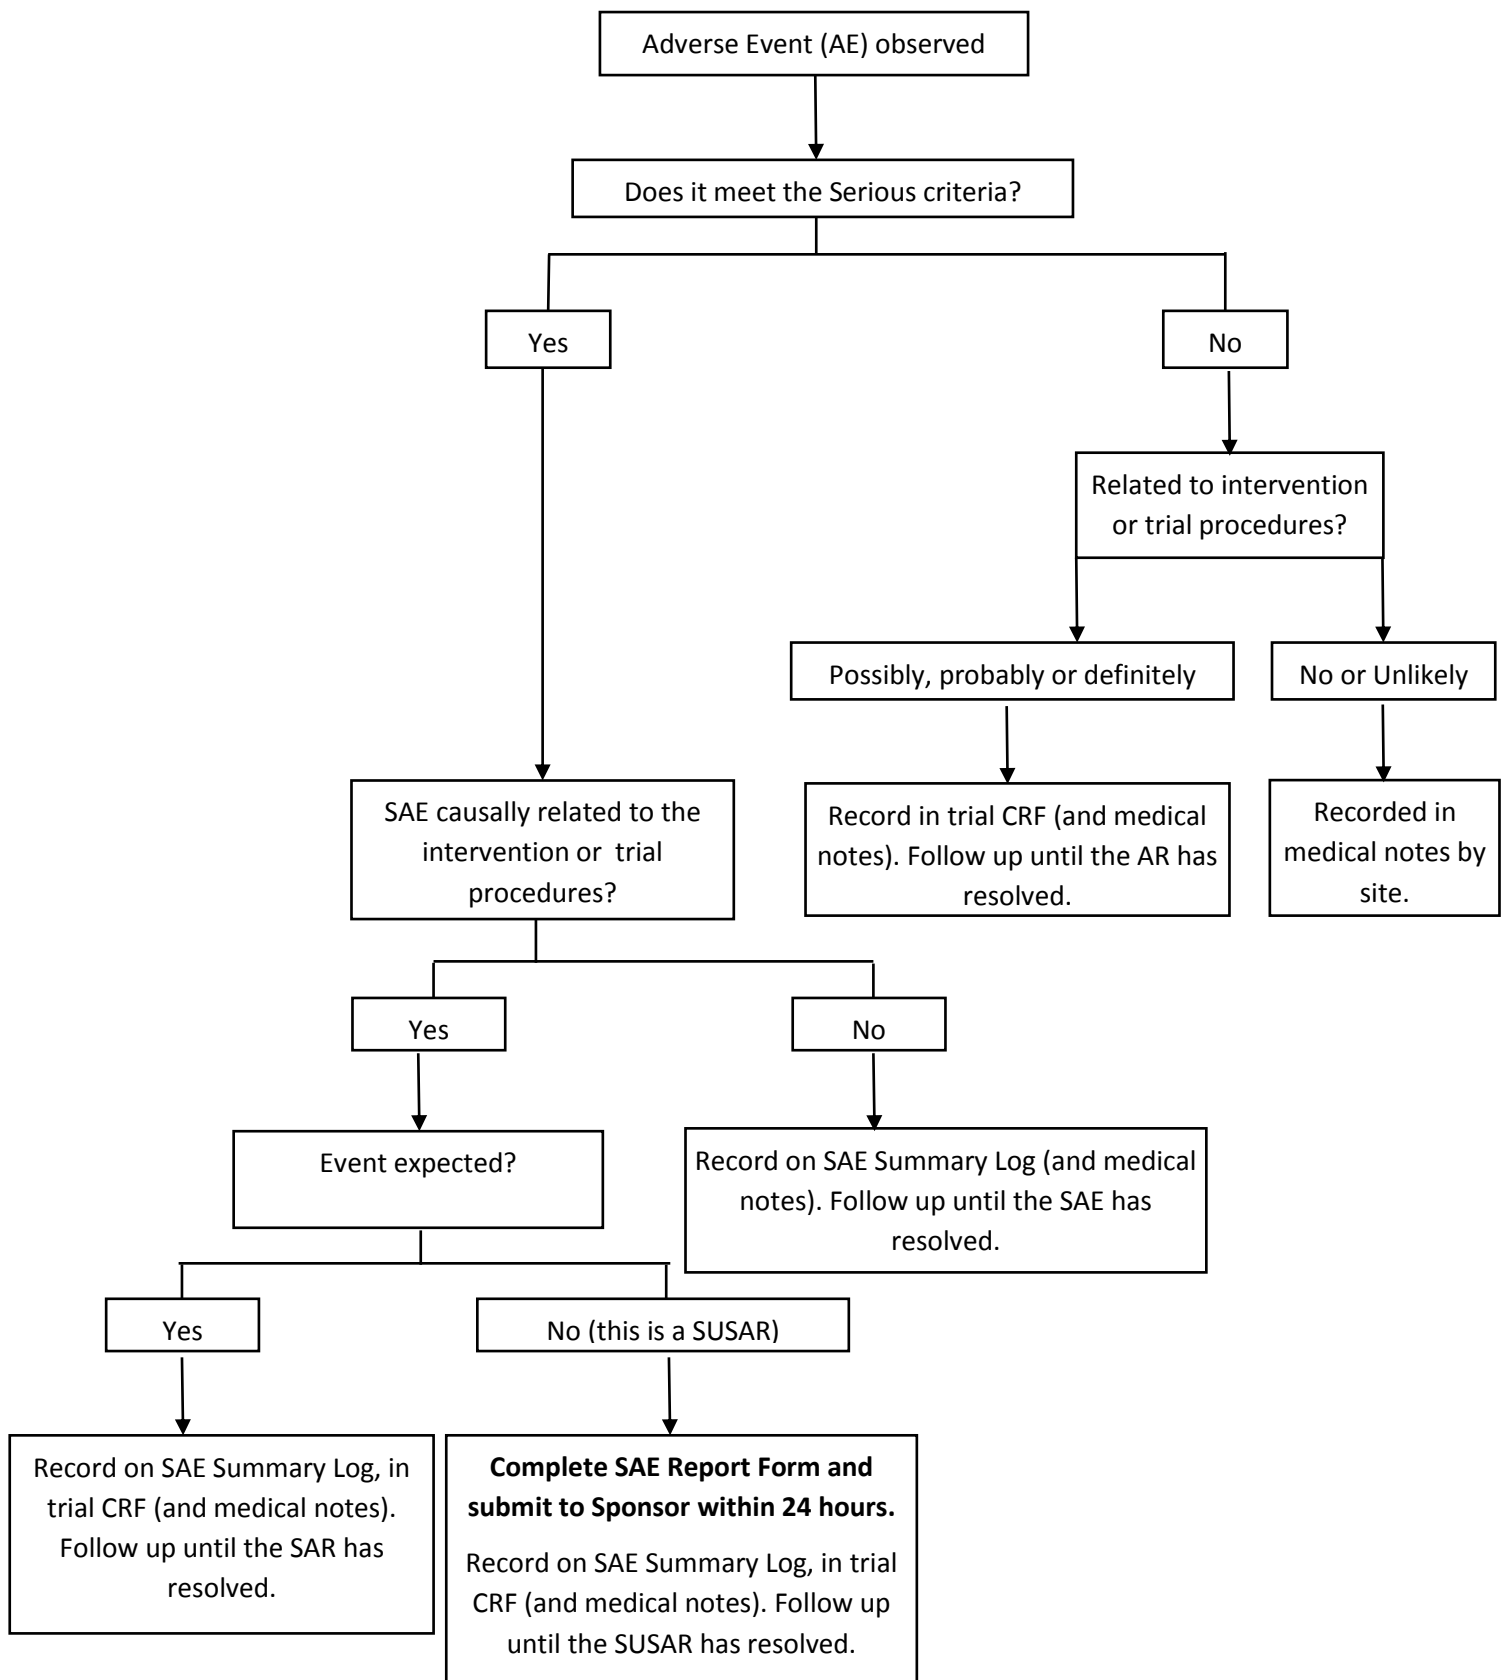 Adverse Event (AE) observed
Does it meet the Serious criteria?
Yes
No
Related to intervention
or trial procedures?
Possibly, probably or definitely
No or Unlikely
SAE causally related to the
intervention or trial
procedures?
Record in trial CRF (and medical
notes). Follow up until the AR has
resolved.
Recorded in
medical notes by
site.
Yes
No
Event expected?
Record on SAE Summary Log (and medical
notes). Follow up until the SAE has
resolved.
Yes
No (this is a SUSAR)
Record on SAE Summary Log, in
trial CRF (and medical notes).
Follow up until the SAR has
resolved.
Complete SAE Report Form and
submit to Sponsor within 24 hours.
Record on SAE Summary Log, in trial
CRF (and medical notes). Follow up
until the SUSAR has resolved.